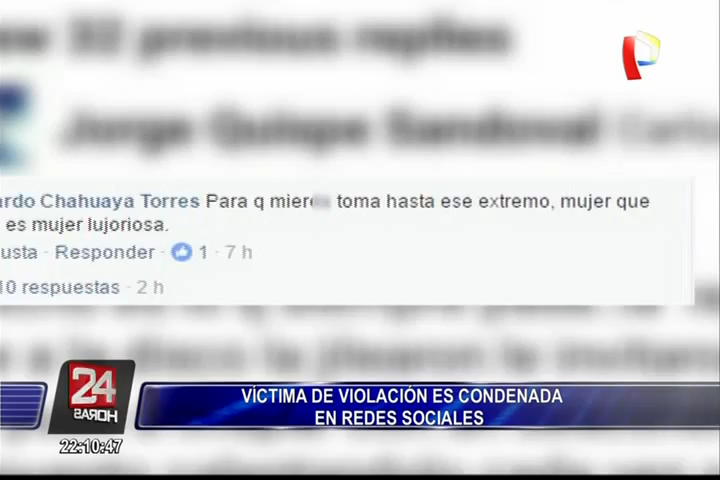 ew 32 previous replies
Jorge Quispe Sandoval
ardo Chahuaya Torres Para q mier toma hasta ese extremo, mujer que
es mujer lujoriosa.
usta · Responder · 1 · 7 h
10 respuestas · 2 h
24
HORAS
22:10:47
VÍCTIMA DE VIOLACIÓN ES CONDENADA
EN REDES SOCIALES